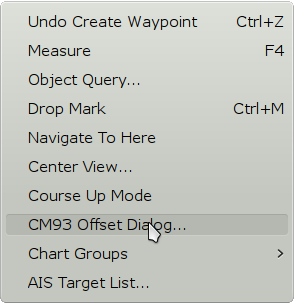 Undo Create Waypoint Ctrl+Z
Measure F4
Object Query...
Drop Mark Ctrl+M
Navigate To Here
Center View...
Course Up Mode
CM93 Offset Dialog...
Chart Groups >
AIS Target List...